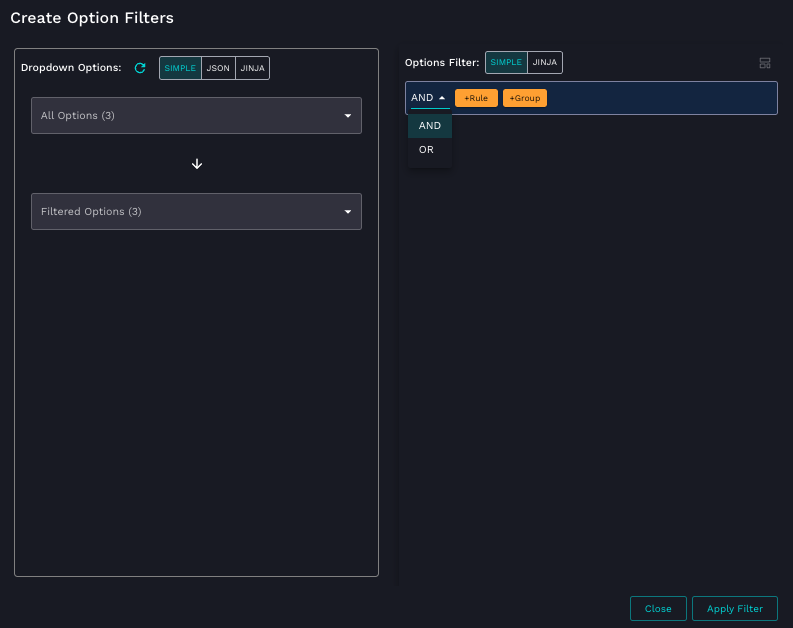 Create Option Filters
Dropdown Options:
SIMPLE JSON JINJA
All Options (3)
Filtered Options (3)
Options Filter:
SIMPLE JINJA
AND +Rule +Group
AND
OR
Close Apply Filter